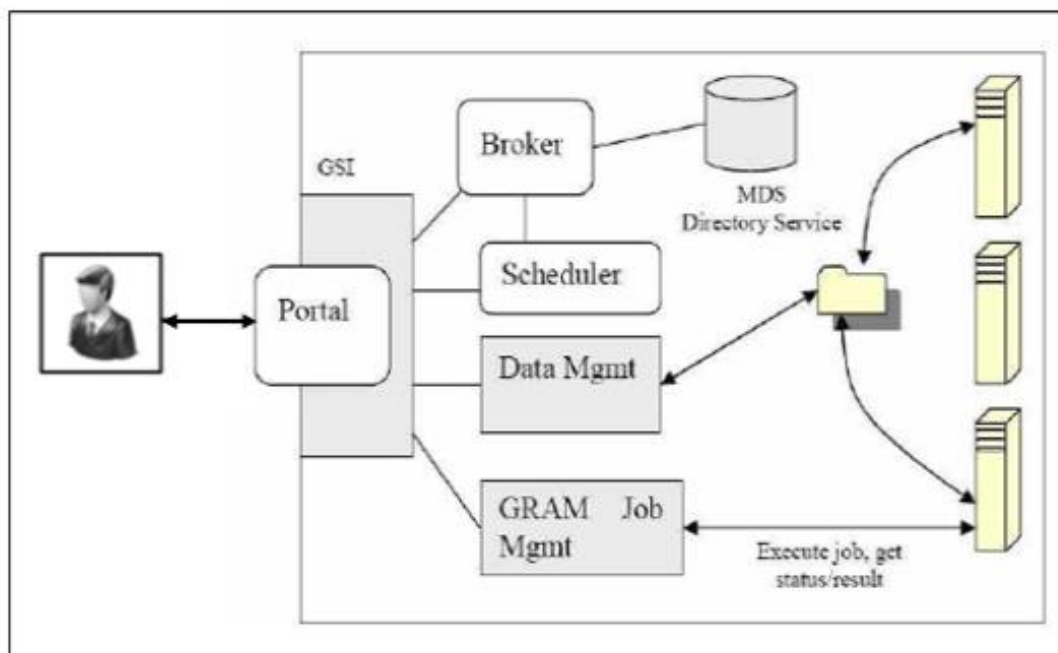 GSI
Broker
MDS
Directory Service
Portal
Scheduler
Data Mgmt
GRAM Job
Mgmt
Execute job, get
status/result